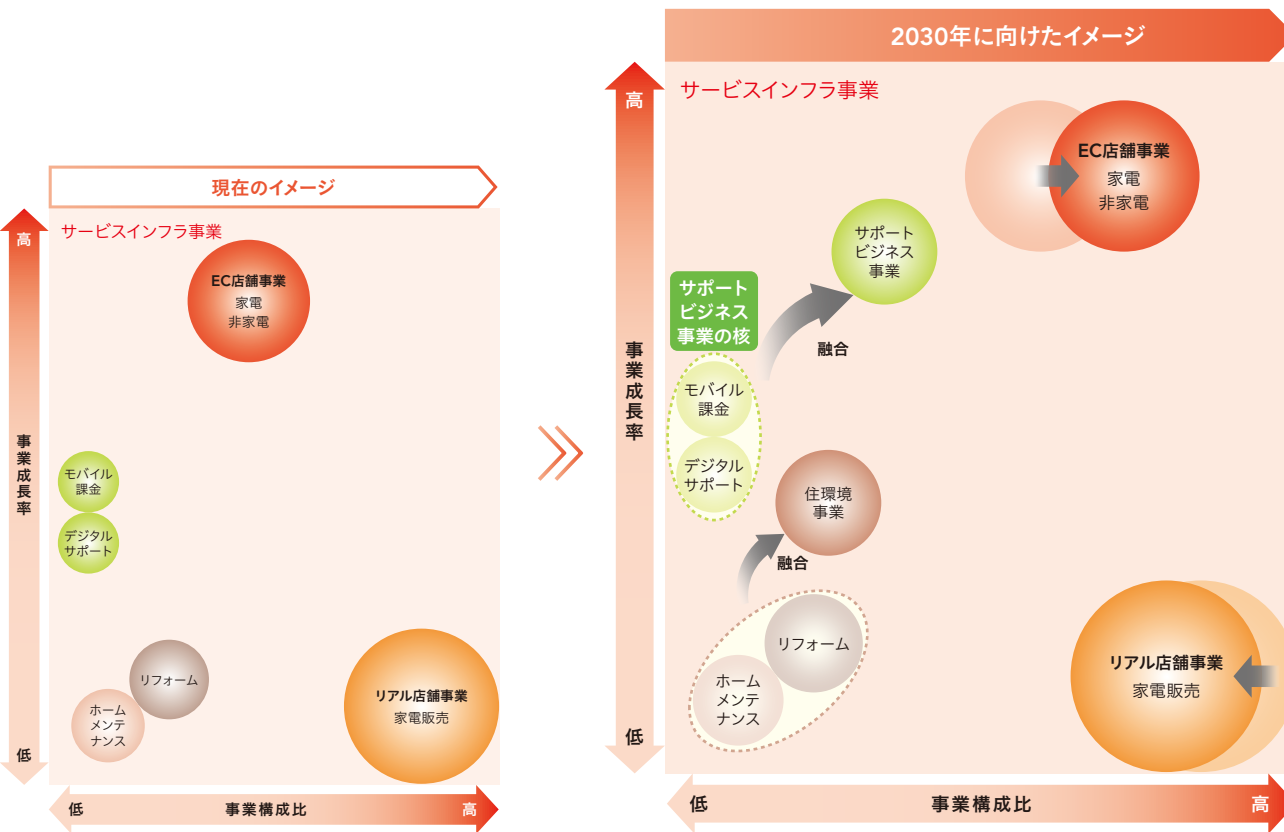 現在のイメージ
サービスインフラ事業
高
事業成長率
低
EC店舗事業
家電
非家電
モバイル
課金
デジタル
サポート
リフォーム
ホーム
メンテ
ナンス
リアル店舗事業
家電販売
低
事業構成比
高
2030年に向けたイメージ
サービスインフラ事業
高
事業成長率
低
EC店舗事業
家電
非家電
サポート
ビジネス
事業
サポート
ビジネス
事業の核
融合
モバイル
課金
デジタル
サポート
住環境
事業
融合
リフォーム
ホーム
メンテ
ナンス
リアル店舗事業
家電販売
低
事業構成比
高